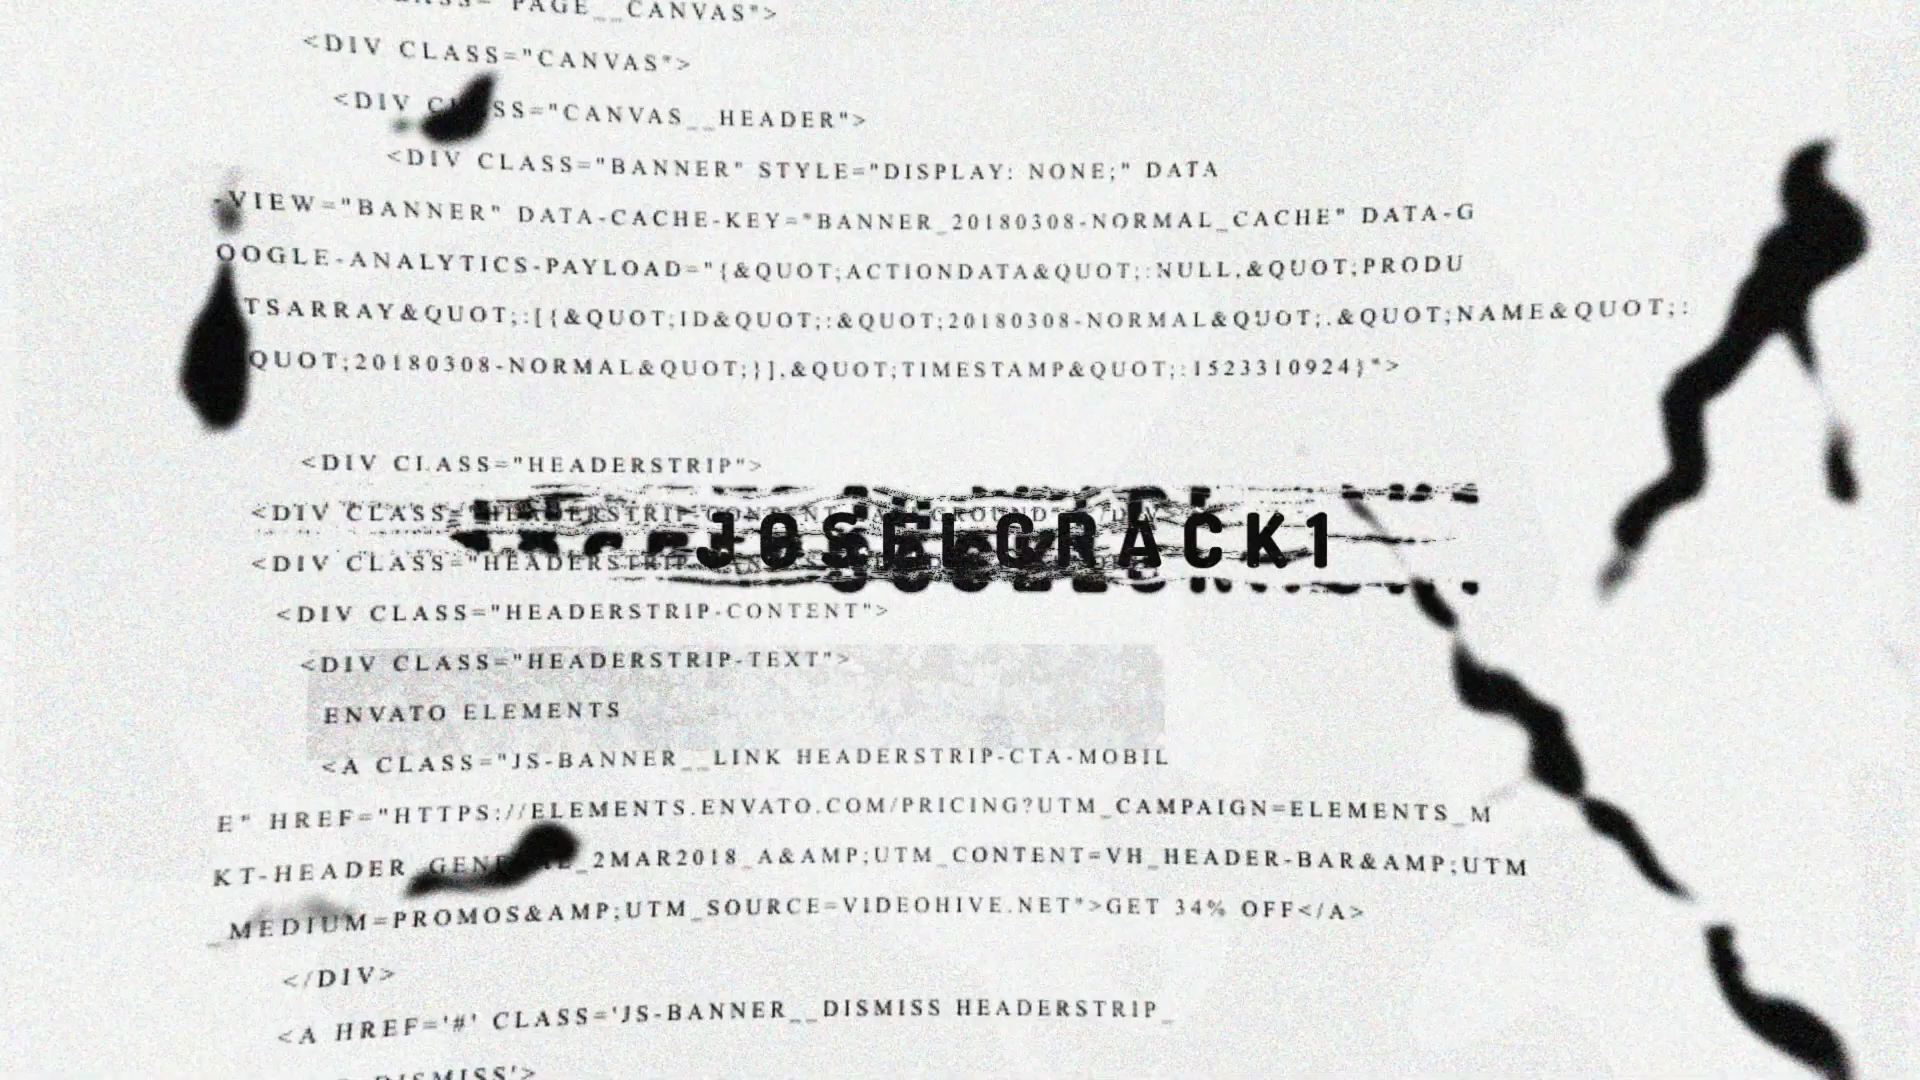 CLASS="PAGE__CANVAS">
<DIV CLASS="CANVAS">
<DIV CLASS="CANVAS__HEADER">
<DIV CLASS="BANNER" STYLE="DISPLAY: NONE;" DATA
-VIEW="BANNER" DATA-CACHE-KEY="BANNER_20180308-NORMAL_CACHE" DATA-G
OOGLE-ANALYTICS-PAYLOAD="{&QUOT;ACTIONDATA&QUOT;:NULL,&QUOT;PRODU
TSARRAY&QUOT;:[{&QUOT;ID&QUOT;:&QUOT;20180308-NORMAL&QUOT;,&QUOT;NAME&QUOT;:
QUOT;20180308-NORMAL&QUOT;}],&QUOT;TIMESTAMP&QUOT;:1523310924}">
<DIV CLASS="HEADERSTRIP">
<DIV CLASS=
JOSELCRACK1
<DIV CLASS=
<DIV CLASS="HEADERSTRIP-CONTENT">
<DIV CLASS="HEADERSTRIP-TEXT">
ENVATO ELEMENTS
<A CLASS="JS-BANNER__LINK HEADERSTRIP-CTA-MOBIL
E" HREF="HTTPS://ELEMENTS.ENVATO.COM/PRICING?UTM_CAMPAIGN=ELEMENTS_M
KT-HEADER_GENERAL_2MAR2018_A&AMP;UTM_CONTENT=VH_HEADER-BAR&AMP;UTM
_MEDIUM=PROMOS&AMP;UTM_SOURCE=VIDEOHIVE.NET">GET 34% OFF</A>
</DIV>
<A HREF='#' CLASS='JS-BANNER__DISMISS HEADERSTRIP_
DISMISS'>